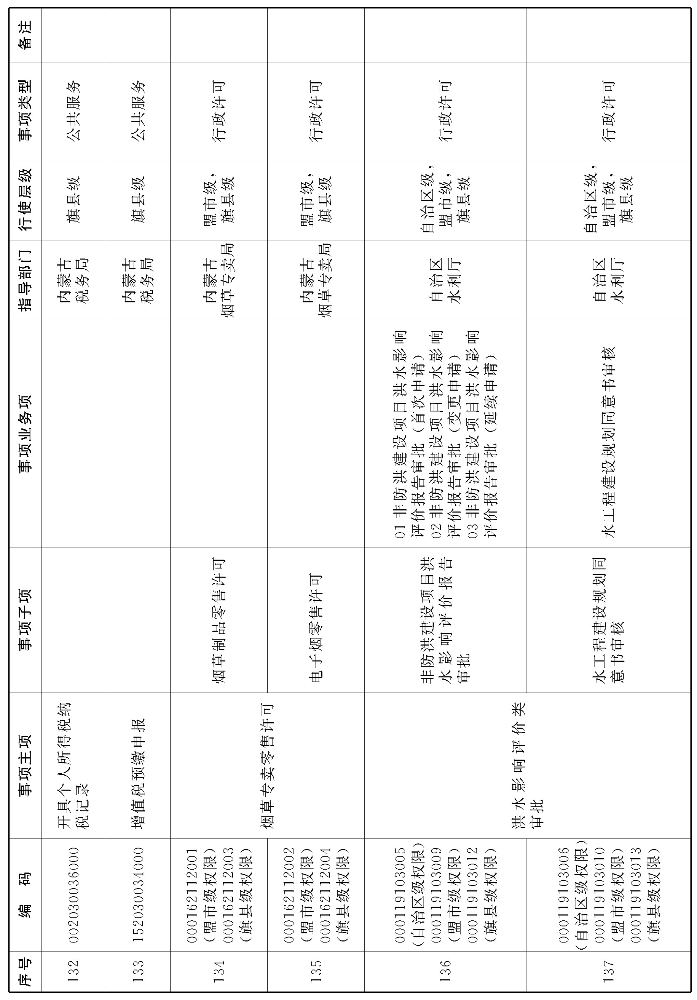 序号
编　码
事项主项
事项子项
事项业务项
指导部门
行使层级
事项类型
备注
132
002030036000
开具个人所得税纳
税记录
内蒙古
税务局
旗县级
公共服务
133
152030034000
增值税预缴申报
内蒙古
税务局
旗县级
公共服务
134
000162112001
(盟市级权限)
000162112003
(旗县级权限)
烟草专卖零售许可
烟草制品零售许可
内蒙古
烟草专卖局
盟市级,
旗县级
行政许可
135
000162112002
(盟市级权限)
000162112004
(旗县级权限)
电子烟零售许可
内蒙古
烟草专卖局
盟市级,
旗县级
行政许可
136
000119103005
(自治区级权限)
000119103009
(盟市级权限)
000119103012
(旗县级权限)
洪水影响评价类
审批
非防洪建设项目洪
水影响评价报告
审批
01 非防洪建设项目洪水影响
评价报告审批（首次申请）
02 非防洪建设项目洪水影响
评价报告审批（变更申请）
03 非防洪建设项目洪水影响
评价报告审批（延续申请）
自治区
水利厅
自治区级,
盟市级,
旗县级
行政许可
137
000119103006
(自治区级权限)
000119103010
(盟市级权限)
000119103013
(旗县级权限)
水工程建设规划同
意书审核
水工程建设规划同意书审核
自治区
水利厅
自治区级,
盟市级,
旗县级
行政许可